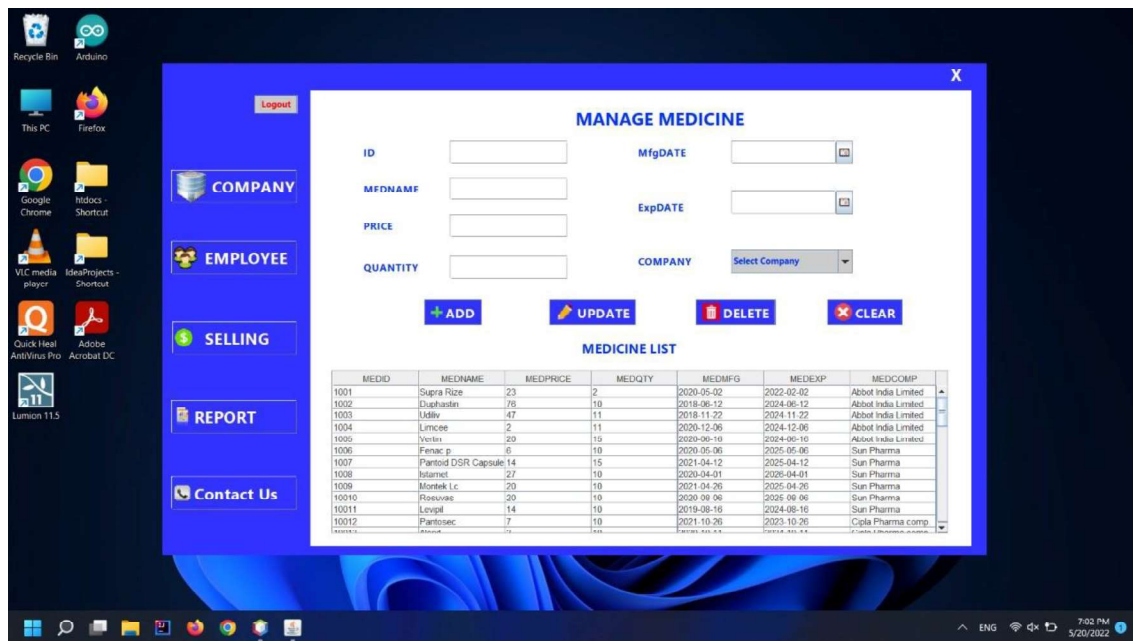 Recycle Bin
Arduino
This PC
Firefox
Google Chrome
htdocs - Shortcut
VLC media player
IdeaProjects - Shortcut
Quick Heal AntiVirus Pro
Adobe Acrobat DC
Lumion 11.5
X
Logout
COMPANY
EMPLOYEE
SELLING
REPORT
Contact Us
MANAGE MEDICINE
ID
MfgDATE
MEDNAME
ExpDATE
PRICE
QUANTITY
COMPANY
Select Company
ADD UPDATE DELETE CLEAR
MEDICINE LIST
MEDID MEDNAME MEDPRICE MEDQTY MEDMFG MEDEXP MEDCOMP
1001 Supra Rize 23 2 2020-05-02 2022-02-02 Abbot India Limited
1002 Duphastin 76 10 2018-06-12 2024-06-12 Abbot India Limited
1003 Udiliv 47 11 2018-11-22 2024-11-22 Abbot India Limited
1004 Limcee 2 11 2020-12-06 2024-12-06 Abbot India Limited
1005 Vertin 20 15 2020-06-16 2024-06-16 Abbot India Limited
1006 Fenac p 6 10 2020-05-06 2025-05-06 Sun Pharma
1007 Pantoid DSR Capsule 14 15 2021-04-12 2025-04-12 Sun Pharma
1008 Istamet 27 10 2020-04-01 2026-04-01 Sun Pharma
1009 Montek Lc 20 10 2021-04-26 2025-04-26 Sun Pharma
10010 Rosuvas 20 10 2020-09-06 2025-09-06 Sun Pharma
10011 Levipil 14 10 2019-08-16 2024-08-16 Sun Pharma
10012 Pantosec 7 10 2021-10-26 2023-10-26 Cipla Pharma comp
ENG
7:02 PM
5/20/2022
1